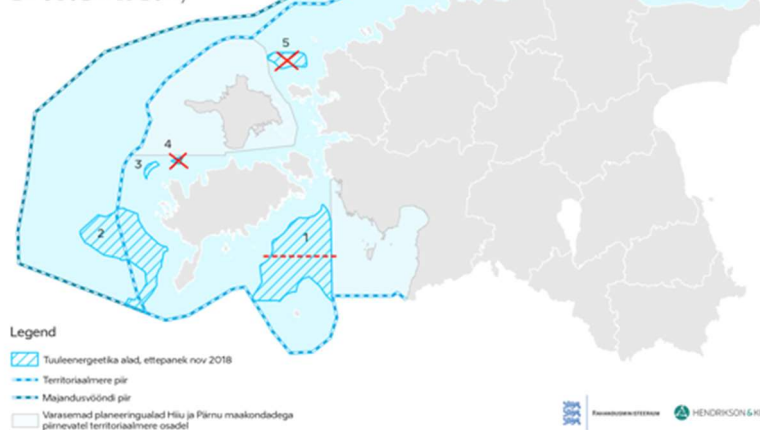 5
4
3
2
1
Legend
Tuuleenergeetika alad, ettepanek nov 2018
Territoriaalmere piir
Majandusvööndi piir
Varasemad planeeringualad Hiiu ja Pärnu maakondadega
piirnevatel territoriaalmere osadel
RAHANDUSMINISTEERIUM
HENDRIKSON &